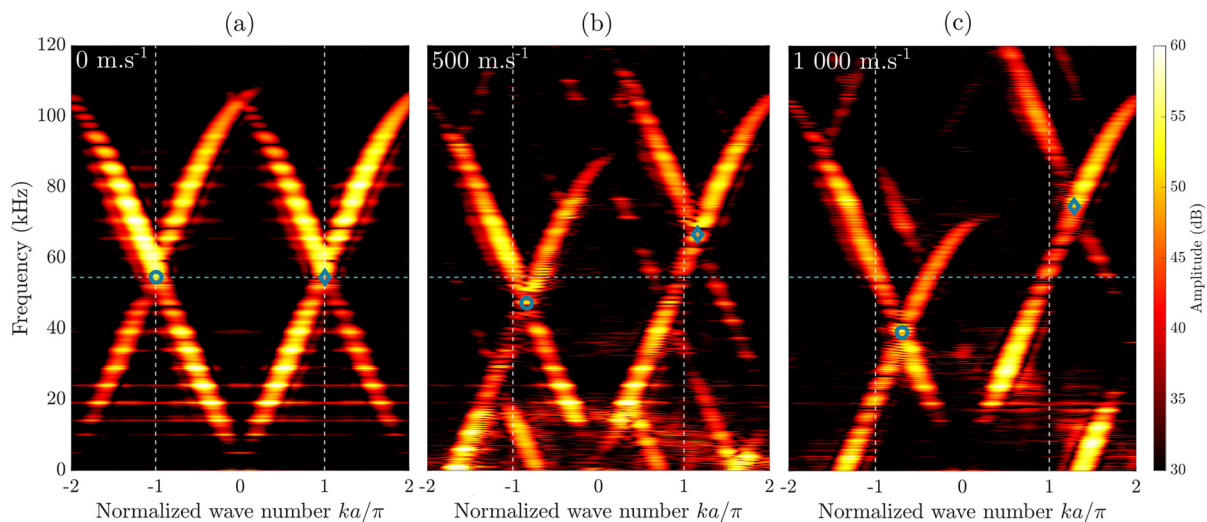 (a)
(b)
(c)
120
100
80
60
40
20
0
Frequency (kHz)
0 m.s⁻¹
500 m.s⁻¹
1 000 m.s⁻¹
-2 -1 0 1 2
-2 -1 0 1 2
-2 -1 0 1 2
Normalized wave number ka/π
Normalized wave number ka/π
Normalized wave number ka/π
60
55
50
45
40
35
30
Amplitude (dB)